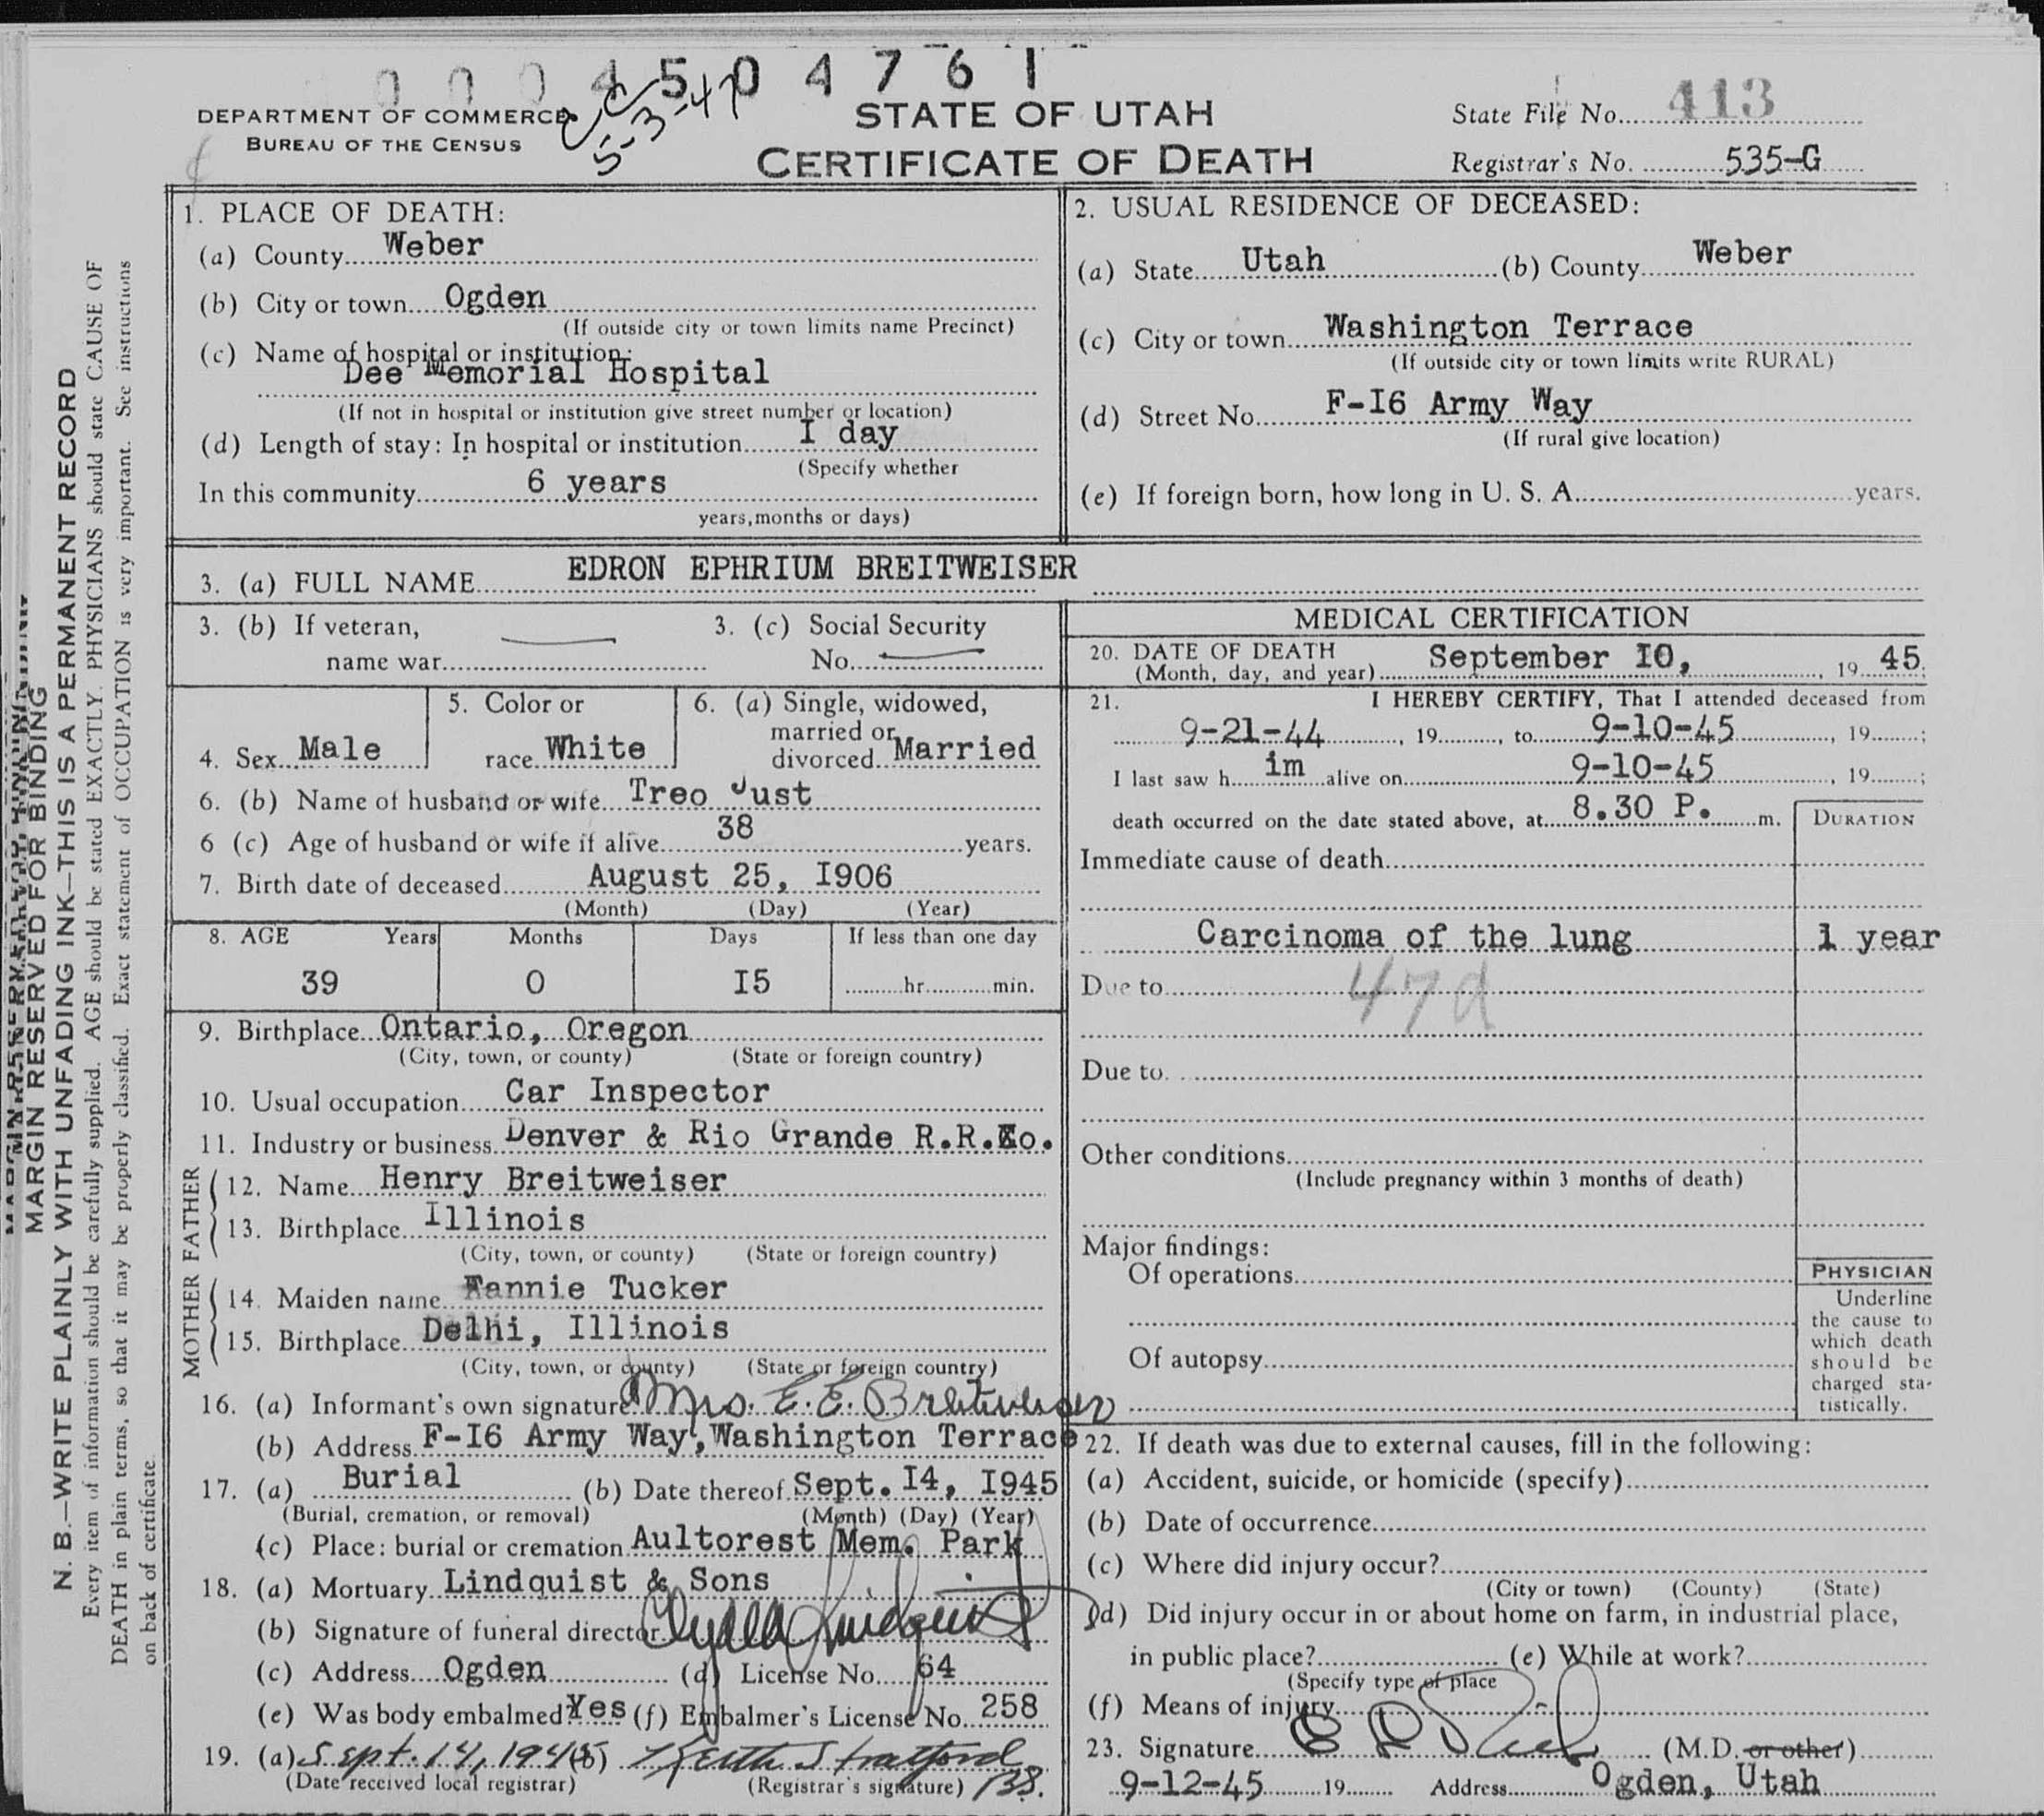 0 0 0 4 5 0 4 7 6 1
5-3-47
DEPARTMENT OF COMMERCE
BUREAU OF THE CENSUS
STATE OF UTAH
CERTIFICATE OF DEATH
State File No. 413
Registrar's No. 535-G
MARGIN RESERVED FOR BINDING
N. B.—WRITE PLAINLY WITH UNFADING INK—THIS IS A PERMANENT RECORD
Every item of information should be carefully supplied. AGE should be stated EXACTLY. PHYSICIANS should state CAUSE OF
DEATH in plain terms, so that it may be properly classified. Exact statement of OCCUPATION is very important. See instructions
on back of certificate.
1. PLACE OF DEATH:
(a) County Weber
(b) City or town Ogden
(If outside city or town limits name Precinct)
(c) Name of hospital or institution:
Dee Memorial Hospital
(If not in hospital or institution give street number or location)
(d) Length of stay: In hospital or institution I day
(Specify whether
In this community 6 years
years, months or days)
2. USUAL RESIDENCE OF DECEASED:
(a) State Utah (b) County Weber
(c) City or town Washington Terrace
(If outside city or town limits write RURAL)
(d) Street No. F-I6 Army Way
(If rural give location)
(e) If foreign born, how long in U. S. A. years.
3. (a) FULL NAME EDRON EPHRIUM BREITWEISER
3. (b) If veteran,
name war
3. (c) Social Security
No.
4. Sex Male
5. Color or
race White
6. (a) Single, widowed,
married or
divorced Married
6. (b) Name of husband or wife Treo Just
6 (c) Age of husband or wife if alive 38 years.
7. Birth date of deceased August 25, I906
(Month) (Day) (Year)
8. AGE Years Months Days If less than one day
39 0 I5 hr. min.
9. Birthplace Ontario, Oregon
(City, town, or county) (State or foreign country)
10. Usual occupation Car Inspector
11. Industry or business Denver & Rio Grande R.R.Co.
FATHER
12. Name Henry Breitweiser
13. Birthplace Illinois
(City, town, or county) (State or foreign country)
MOTHER
14. Maiden name Fannie Tucker
15. Birthplace Delhi, Illinois
(City, town, or county) (State or foreign country)
16. (a) Informant's own signature Mrs. E. E. Breitweiser
(b) Address F-I6 Army Way, Washington Terrace
17. (a) Burial (b) Date thereof Sept. I4, I945
(Burial, cremation, or removal) (Month) (Day) (Year)
(c) Place: burial or cremation Aultorest Mem. Park
18. (a) Mortuary Lindquist & Sons
(b) Signature of funeral director Clyde Lindquist
(c) Address Ogden (d) License No. 64
(e) Was body embalmed? Yes (f) Embalmer's License No. 258
19. (a) Sept. 14, 1945 (b) Keith Stratford
(Date received local registrar) (Registrar's signature) BS.
MEDICAL CERTIFICATION
20. DATE OF DEATH
(Month, day, and year) September I0, 19 45
21. I HEREBY CERTIFY, That I attended deceased from
9-21-44, 19 , to 9-10-45, 19 ;
I last saw h im alive on 9-10-45, 19 ;
death occurred on the date stated above, at 8.30 P. m.
DURATION
Immediate cause of death
Carcinoma of the lung 1 year
Due to 47d
Due to
Other conditions
(Include pregnancy within 3 months of death)
Major findings:
Of operations
Of autopsy
PHYSICIAN
Underline
the cause to
which death
should be
charged sta-
tistically.
22. If death was due to external causes, fill in the following:
(a) Accident, suicide, or homicide (specify)
(b) Date of occurrence
(c) Where did injury occur?
(City or town) (County) (State)
(d) Did injury occur in or about home on farm, in industrial place,
in public place? (e) While at work?
(Specify type of place
(f) Means of injury
23. Signature (M.D. or other)
9-12-45 19 Address Ogden, Utah